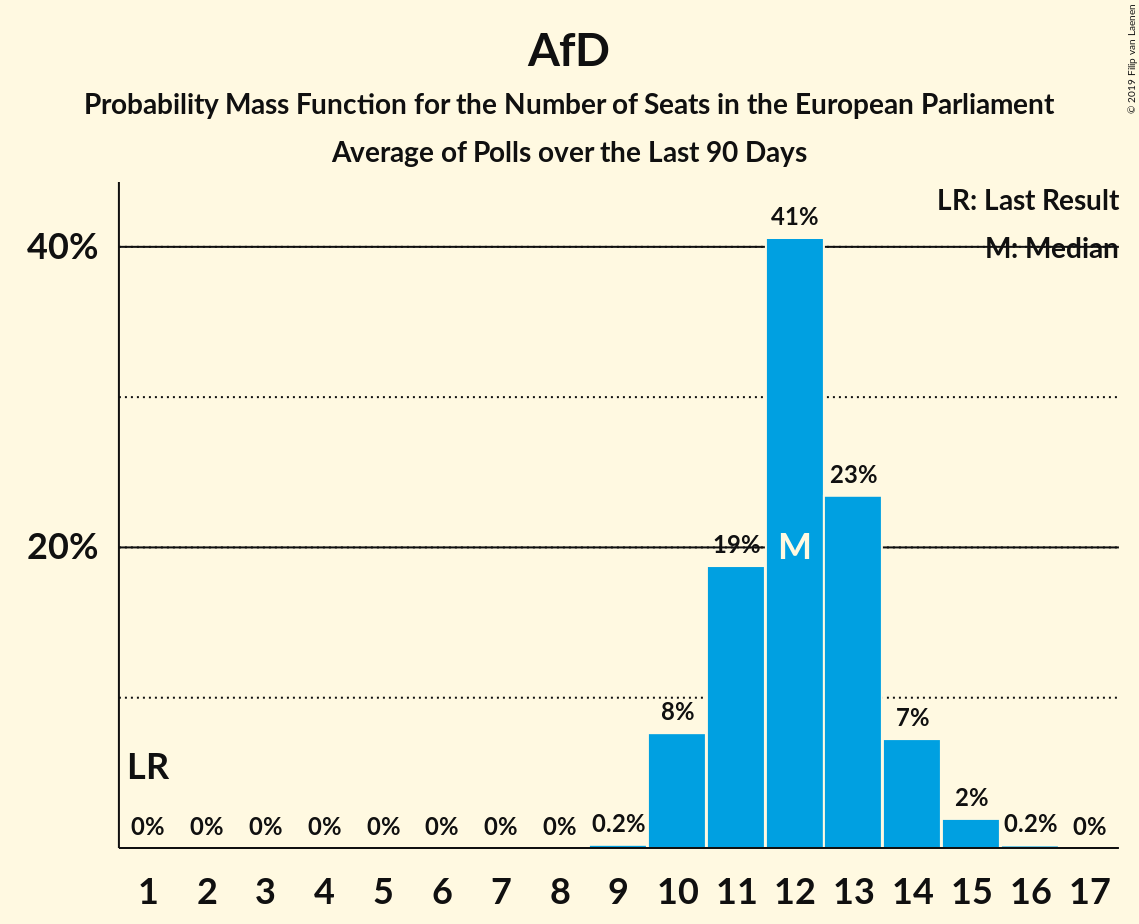 AfD
Probability Mass Function for the Number of Seats in the European Parliament
Average of Polls over the Last 90 Days
© 2019 Filip van Laenen
LR: Last Result
M: Median
40%
20%
41%
23%
19%
M
8%
7%
LR
2%
0% 0% 0% 0% 0% 0% 0% 0% 0.2% 0.2% 0%
1 2 3 4 5 6 7 8 9 10 11 12 13 14 15 16 17